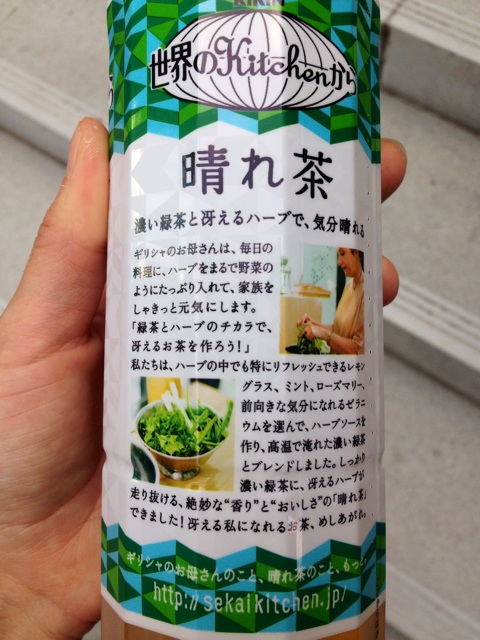 KIRIN
世界のKitchenから
晴れ茶
濃い緑茶と冴えるハーブで、気分晴れる
ギリシャのお母さんは、毎日の
料理に、ハーブをまるで野菜の
ようにたっぷり入れて、家族を
しゃきっと元気にします。
「緑茶とハーブのチカラで、
冴えるお茶を作ろう!」
私たちは、ハーブの中でも特にリフレッシュできるレモン
グラス、ミント、ローズマリー、
前向きな気分になれるゼラニ
ウムを選んで、ハーブソースを
作り、高温で淹れた濃い緑茶
とブレンドしました。しっかり
濃い緑茶に、冴えるハーブが
走り抜ける、絶妙な“香り”と“おいしさ”の「晴れ茶」
できました!冴える私になれるお茶、めしあがれ。
ギリシャのお母さんのこと、晴れ茶のこと、もっと
http://sekaikitchen.jp/